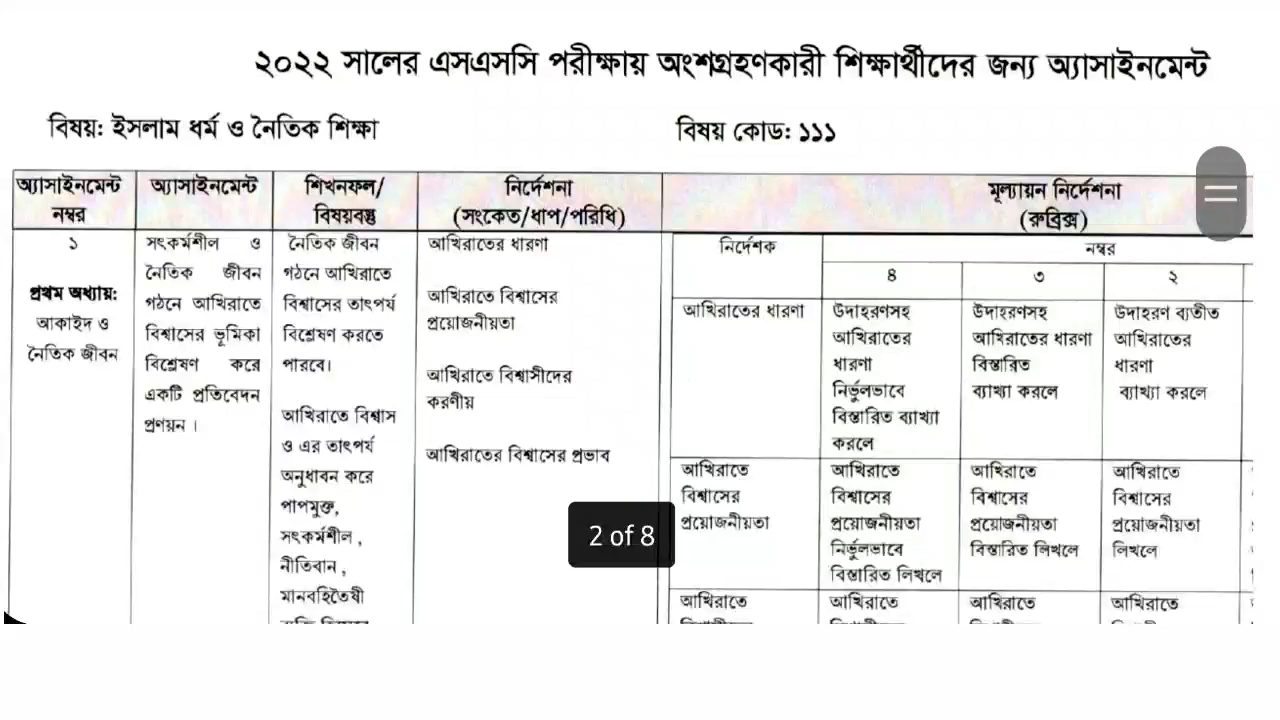 ২০২২ সালের এসএসসি পরীক্ষায় অংশগ্রহণকারী শিক্ষার্থীদের জন্য অ্যাসাইনমেন্ট
বিষয়: ইসলাম ধর্ম ও নৈতিক শিক্ষা
বিষয় কোড: ১১১
অ্যাসাইনমেন্ট
নম্বর
অ্যাসাইনমেন্ট
শিখনফল/
বিষয়বস্তু
নির্দেশনা
(সংকেত/ধাপ/পরিধি)
মূল্যায়ন নির্দেশনা
(রুব্রিক্স)
১
প্রথম অধ্যায়:
আকাইদ ও
নৈতিক জীবন
সৎকর্মশীল ও
নৈতিক জীবন
গঠনে আখিরাতে
বিশ্বাসের ভূমিকা
বিশ্লেষণ করে
একটি প্রতিবেদন
প্রণয়ন ।
নৈতিক জীবন
গঠনে আখিরাতে
বিশ্বাসের তাৎপর্য
বিশ্লেষণ করতে
পারবে।
আখিরাতে বিশ্বাস
ও এর তাৎপর্য
অনুধাবন করে
পাপমুক্ত,
সৎকর্মশীল ,
নীতিবান ,
মানবহিতৈষী
আখিরাতের ধারণা
আখিরাতে বিশ্বাসের
প্রয়োজনীয়তা
আখিরাতে বিশ্বাসীদের
করণীয়
আখিরাতের বিশ্বাসের প্রভাব
নির্দেশক
নম্বর
৪
৩
২
আখিরাতের ধারণা
উদাহরণসহ
আখিরাতের
ধারণা
নির্ভুলভাবে
বিস্তারিত ব্যাখ্যা
করলে
উদাহরণসহ
আখিরাতের ধারণা
বিস্তারিত
ব্যাখ্যা করলে
উদাহরণ ব্যতীত
আখিরাতের
ধারণা
ব্যাখ্যা করলে
আখিরাতে
বিশ্বাসের
প্রয়োজনীয়তা
আখিরাতে
বিশ্বাসের
প্রয়োজনীয়তা
নির্ভুলভাবে
বিস্তারিত লিখলে
আখিরাতে
বিশ্বাসের
প্রয়োজনীয়তা
বিস্তারিত লিখলে
আখিরাতে
বিশ্বাসের
প্রয়োজনীয়তা
লিখলে
আখিরাতে
আখিরাতে
আখিরাতে
আখিরাতে
2 of 8